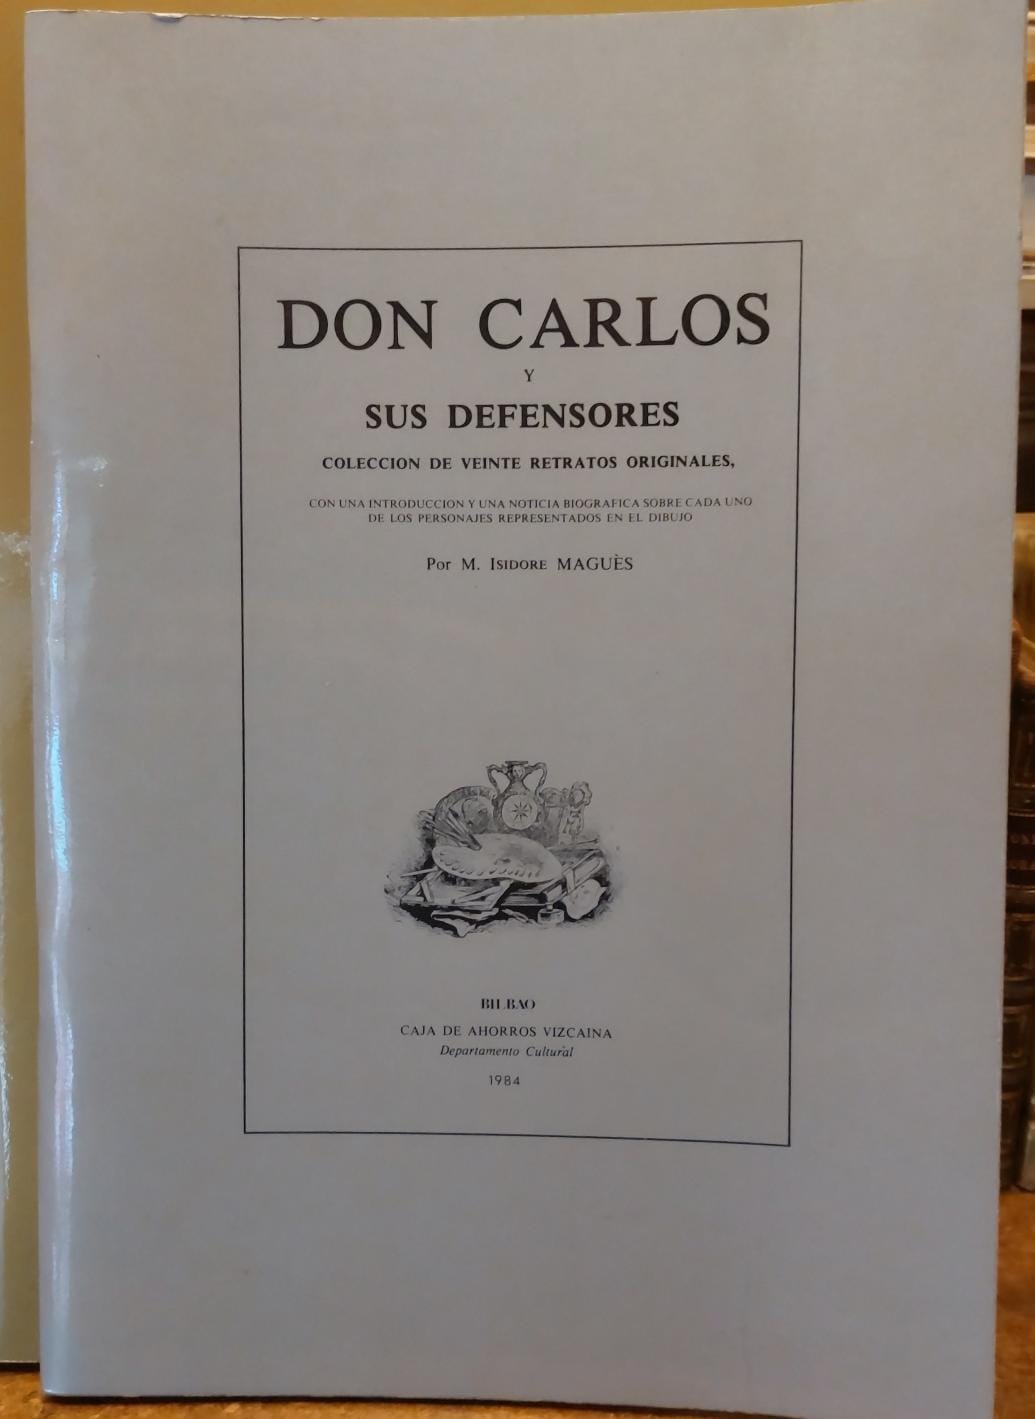 DON CARLOS
Y
SUS DEFENSORES
COLECCION DE VEINTE RETRATOS ORIGINALES,
CON UNA INTRODUCCION Y UNA NOTICIA BIOGRAFICA SOBRE CADA UNO
DE LOS PERSONAJES REPRESENTADOS EN EL DIBUJO
Por M. ISIDORE MAGUÈS
BILBAO
CAJA DE AHORROS VIZCAINA
Departamento Cultural
1984